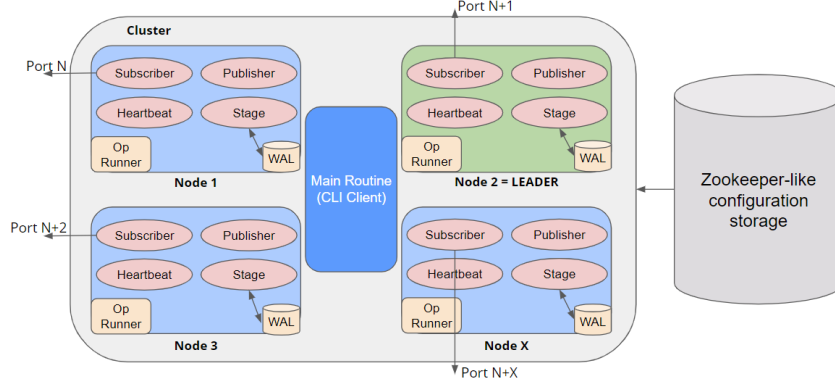 Port N+1
Cluster
Port N
Subscriber
Publisher
Heartbeat
Stage
Op
Runner
WAL
Node 1
Subscriber
Publisher
Heartbeat
Stage
Op
Runner
WAL
Node 2 = LEADER
Main Routine
(CLI Client)
Zookeeper-like
configuration
storage
Port N+2
Subscriber
Publisher
Heartbeat
Stage
Op
Runner
WAL
Node 3
Subscriber
Publisher
Heartbeat
Stage
Op
Runner
WAL
Node X
Port N+X